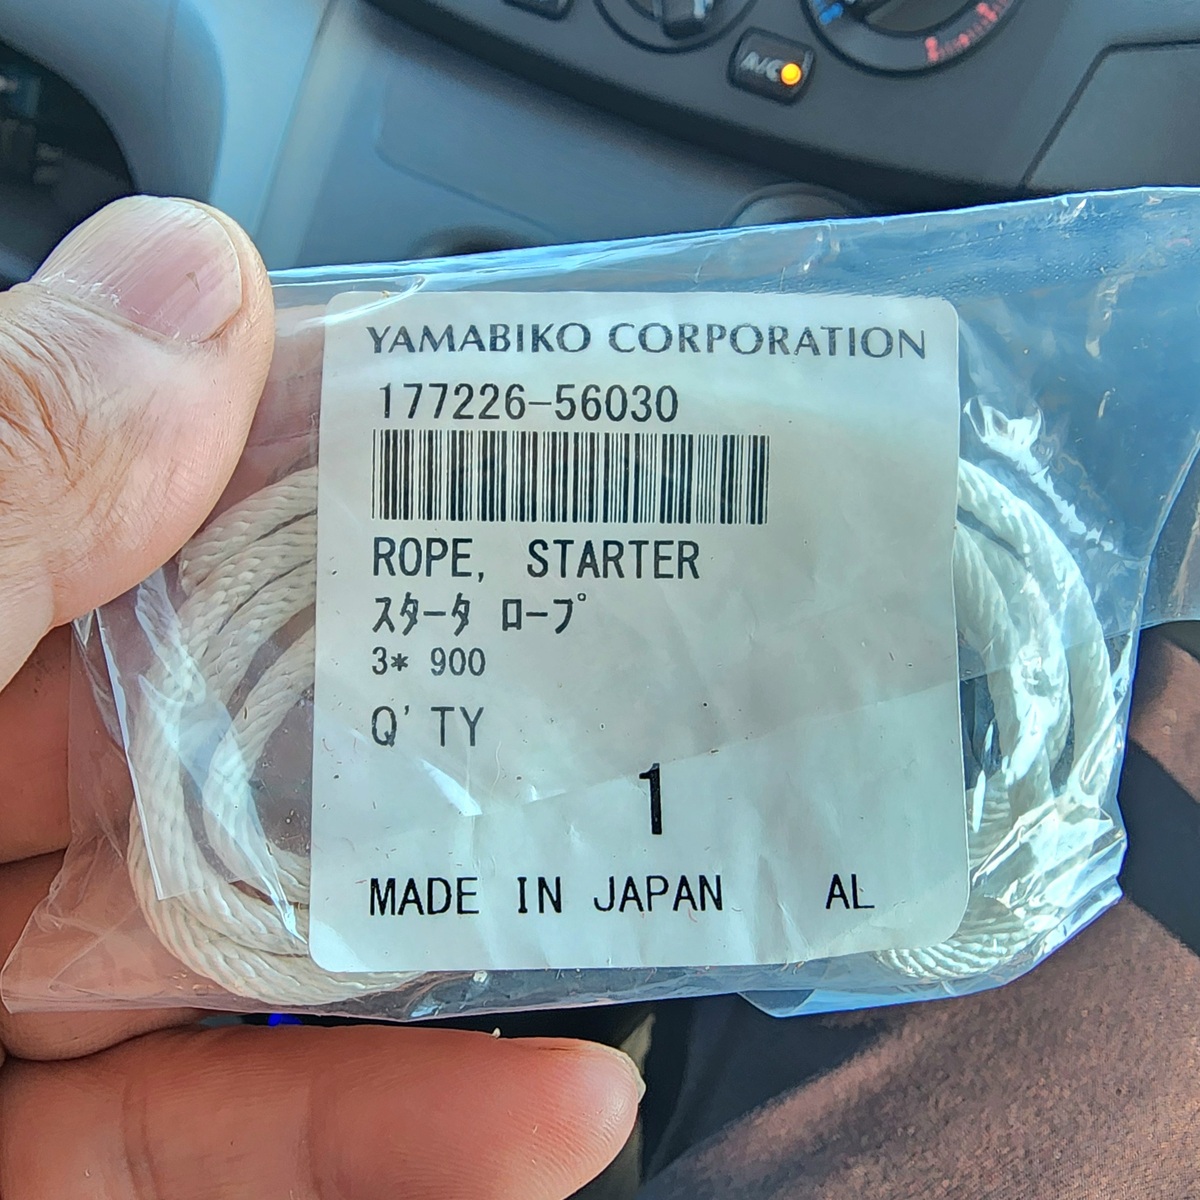 A/C
YAMABIKO CORPORATION
177226-56030
ROPE, STARTER
ｽﾀｰﾀ ﾛｰﾌﾟ
3* 900
Q'TY
1
MADE IN JAPAN AL